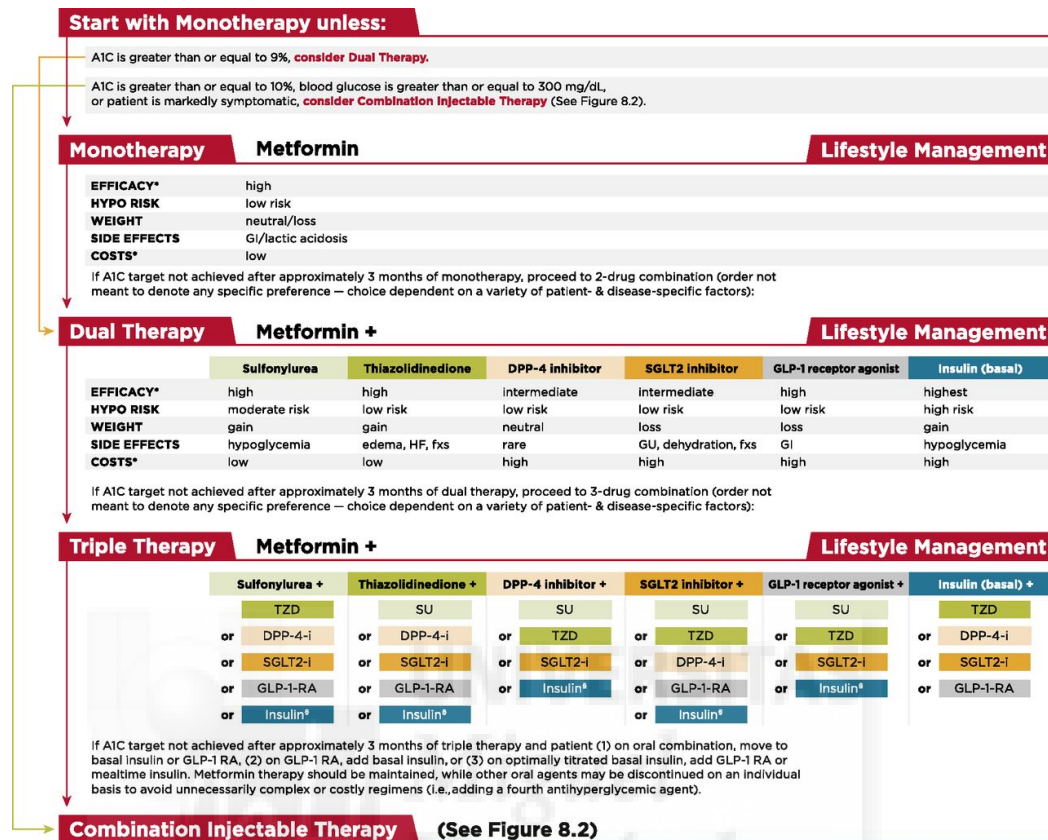 Start with Monotherapy unless:
A1C is greater than or equal to 9%, consider Dual Therapy.
A1C is greater than or equal to 10%, blood glucose is greater than or equal to 300 mg/dL,
or patient is markedly symptomatic, consider Combination Injectable Therapy (See Figure 8.2).
Monotherapy Metformin Lifestyle Management
EFFICACY* high
HYPO RISK low risk
WEIGHT neutral/loss
SIDE EFFECTS GI/lactic acidosis
COSTS* low
If A1C target not achieved after approximately 3 months of monotherapy, proceed to 2-drug combination (order not
meant to denote any specific preference — choice dependent on a variety of patient- & disease-specific factors):
Dual Therapy Metformin + Lifestyle Management
Sulfonylurea Thiazolidinedione DPP-4 inhibitor SGLT2 inhibitor GLP-1 receptor agonist Insulin (basal)
EFFICACY* high high intermediate intermediate high highest
HYPO RISK moderate risk low risk low risk low risk low risk high risk
WEIGHT gain gain neutral loss loss gain
SIDE EFFECTS hypoglycemia edema, HF, fxs rare GU, dehydration, fxs GI hypoglycemia
COSTS* low low high high high high
If A1C target not achieved after approximately 3 months of dual therapy, proceed to 3-drug combination (order not
meant to denote any specific preference — choice dependent on a variety of patient- & disease-specific factors):
Triple Therapy Metformin + Lifestyle Management
Sulfonylurea + Thiazolidinedione + DPP-4 inhibitor + SGLT2 inhibitor + GLP-1 receptor agonist + Insulin (basal) +
TZD SU SU SU SU TZD
or DPP-4-i or DPP-4-i or TZD or TZD or TZD or DPP-4-i
or SGLT2-i or SGLT2-i or SGLT2-i or DPP-4-i or SGLT2-i or SGLT2-i
or GLP-1-RA or GLP-1-RA or Insulin§ or GLP-1-RA or Insulin§ or GLP-1-RA
or Insulin§ or Insulin§ or Insulin§
If A1C target not achieved after approximately 3 months of triple therapy and patient (1) on oral combination, move to
basal insulin or GLP-1 RA, (2) on GLP-1 RA, add basal insulin, or (3) on optimally titrated basal insulin, add GLP-1 RA or
mealtime insulin. Metformin therapy should be maintained, while other oral agents may be discontinued on an individual
basis to avoid unnecessarily complex or costly regimens (i.e., adding a fourth antihyperglycemic agent).
Combination Injectable Therapy (See Figure 8.2)